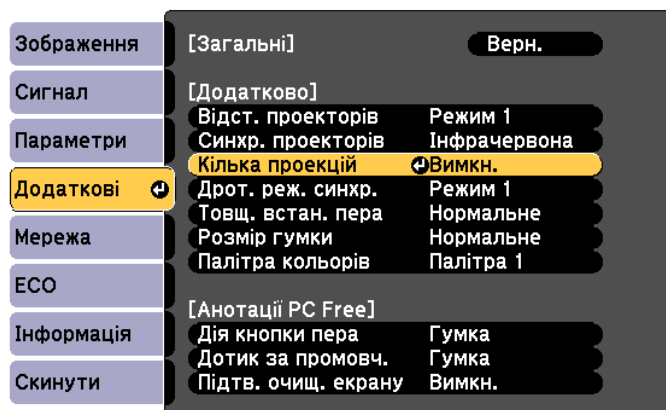 Зображення
Сигнал
Параметри
Додаткові
Мережа
ECO
Інформація
Скинути
[Загальні] Верн.
[Додатково]
Відст. проекторів Режим 1
Синхр. проекторів Інфрачервона
Кілька проекцій Вимкн.
Дрот. реж. синхр. Режим 1
Товщ. встан. пера Нормальне
Розмір гумки Нормальне
Палітра кольорів Палітра 1
[Анотації PC Free]
Дія кнопки пера Гумка
Дотик за промовч. Гумка
Підтв. очищ. екрану Вимкн.